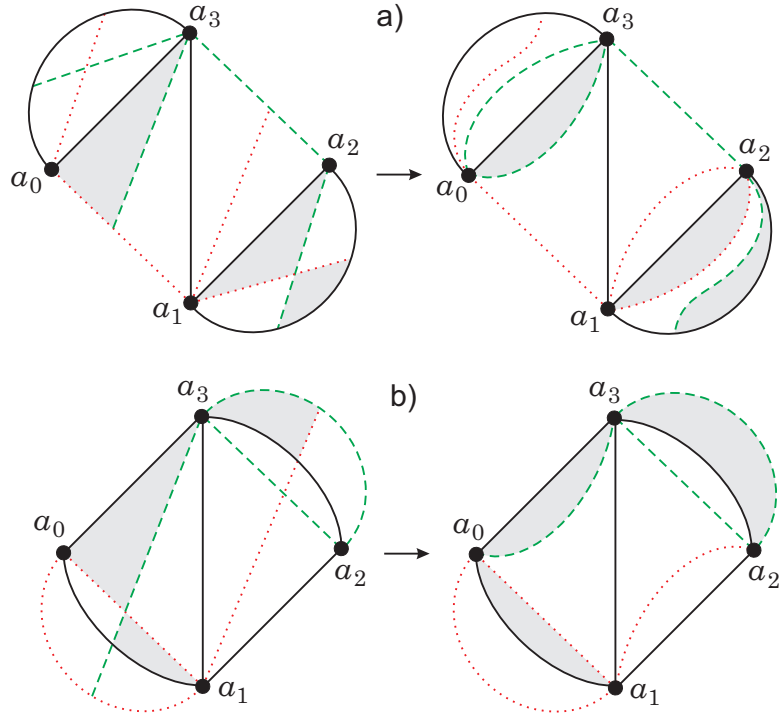 a₃ a) a₃
a₂ a₂
a₀ a₀
a₁ a₁
a₃ b) a₃
a₀ a₀
a₂ a₂
a₁ a₁